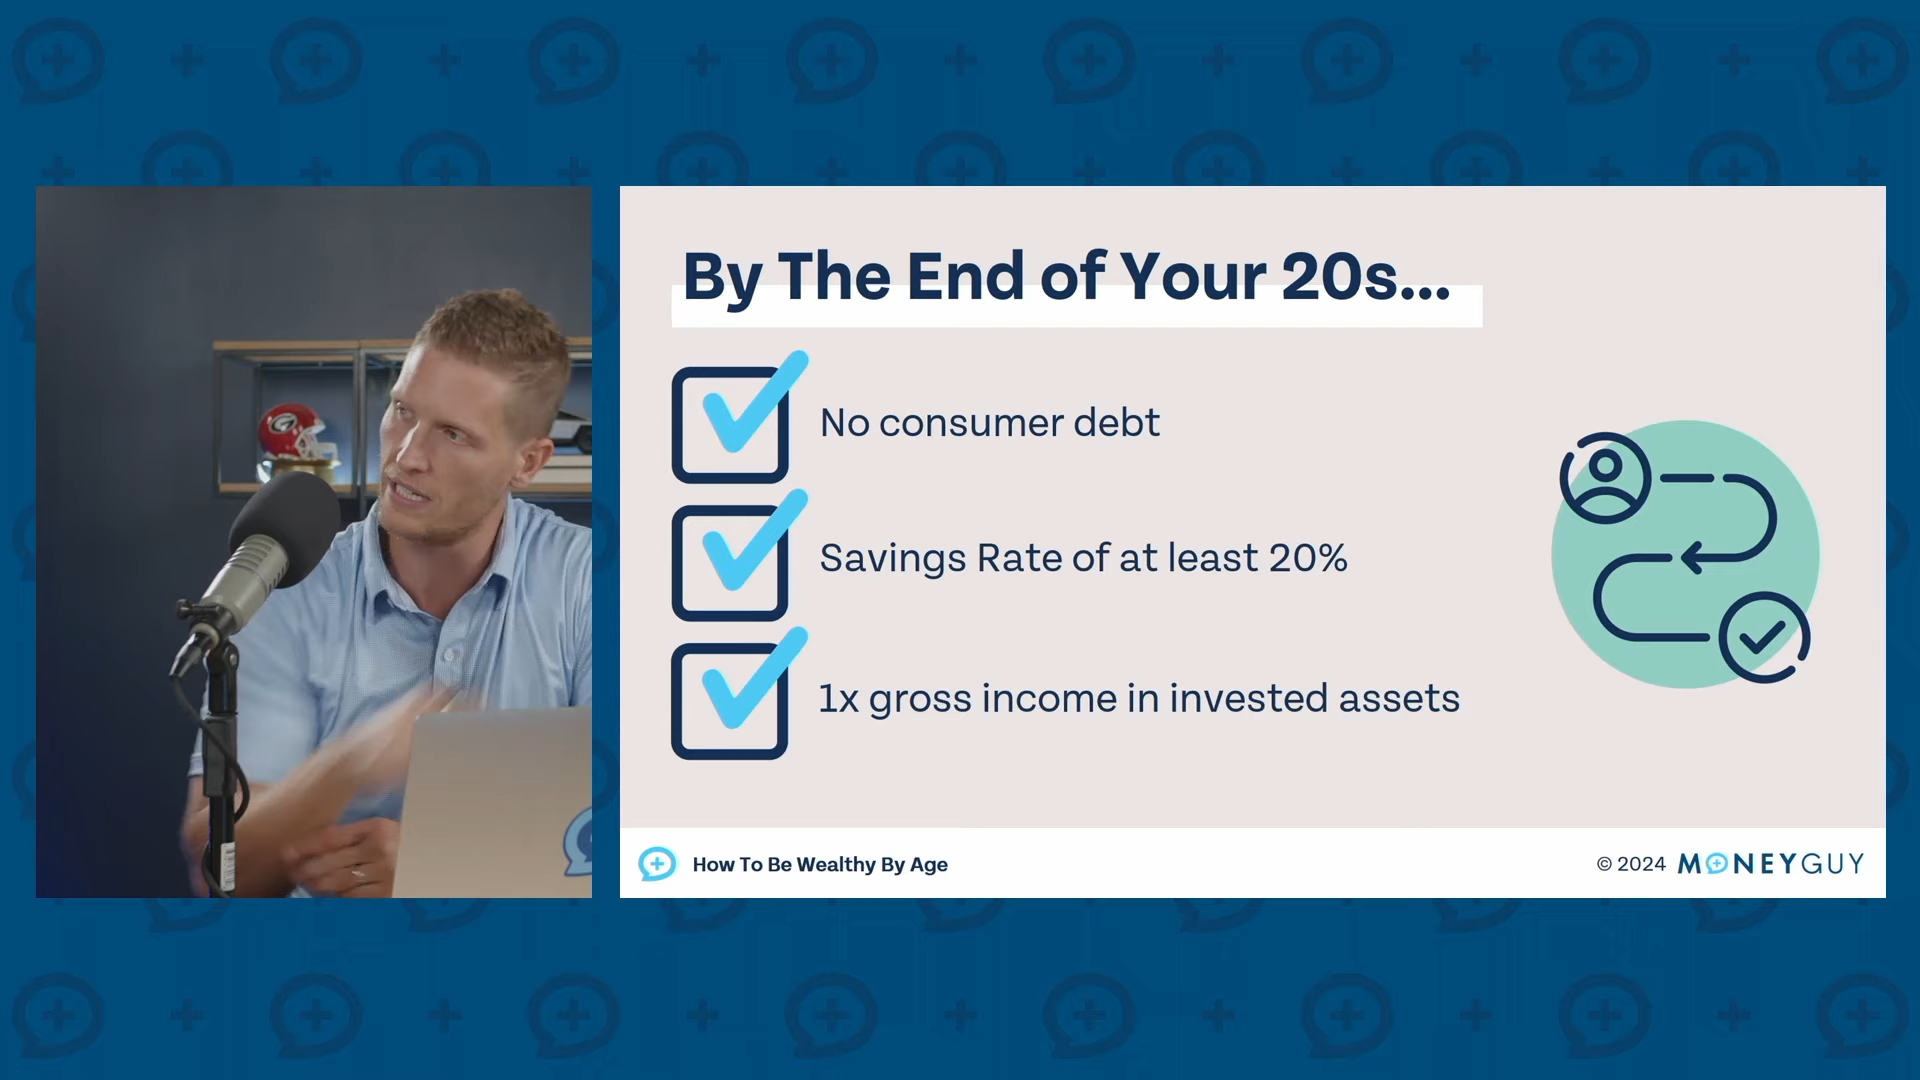 By The End of Your 20s...
No consumer debt
Savings Rate of at least 20%
1x gross income in invested assets
How To Be Wealthy By Age
© 2024 MONEYGUY